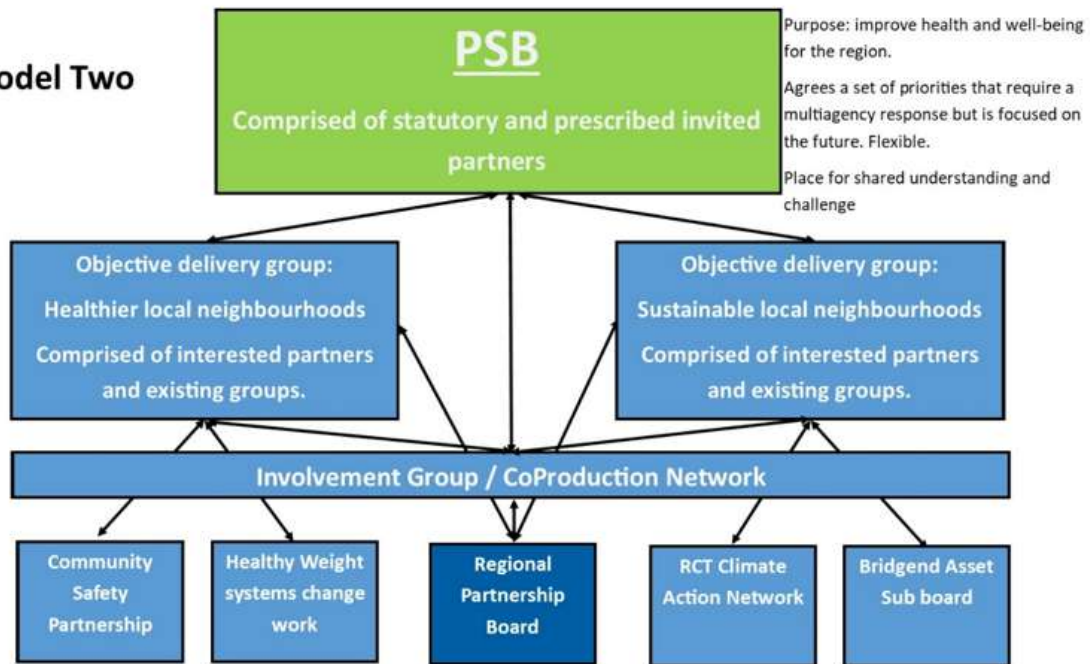 odel Two
PSB
Comprised of statutory and prescribed invited
partners
Purpose: improve health and well-being
for the region.
Agrees a set of priorities that require a
multiagency response but is focused on
the future. Flexible.
Place for shared understanding and
challenge
Objective delivery group:
Healthier local neighbourhoods
Comprised of interested partners
and existing groups.
Objective delivery group:
Sustainable local neighbourhoods
Comprised of interested partners
and existing groups.
Involvement Group / CoProduction Network
Community
Safety
Partnership
Healthy Weight
systems change
work
Regional
Partnership
Board
RCT Climate
Action Network
Bridgend Asset
Sub board